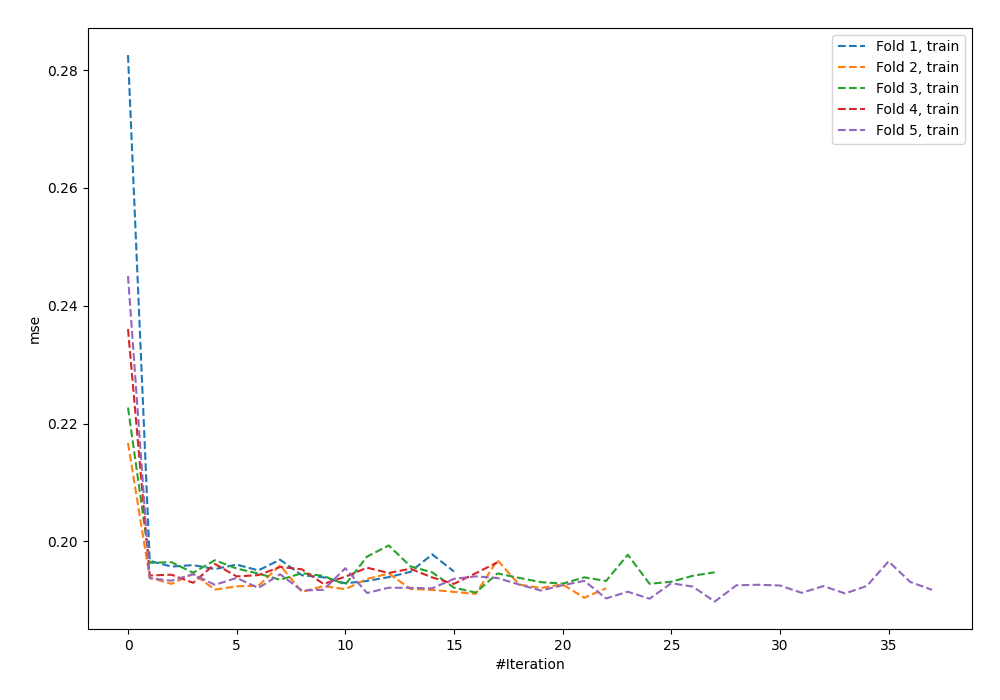 Fold 1, train
Fold 2, train
Fold 3, train
Fold 4, train
Fold 5, train
0.28
0.26
0.24
0.22
0.20
mse
0 5 10 15 20 25 30 35
#Iteration